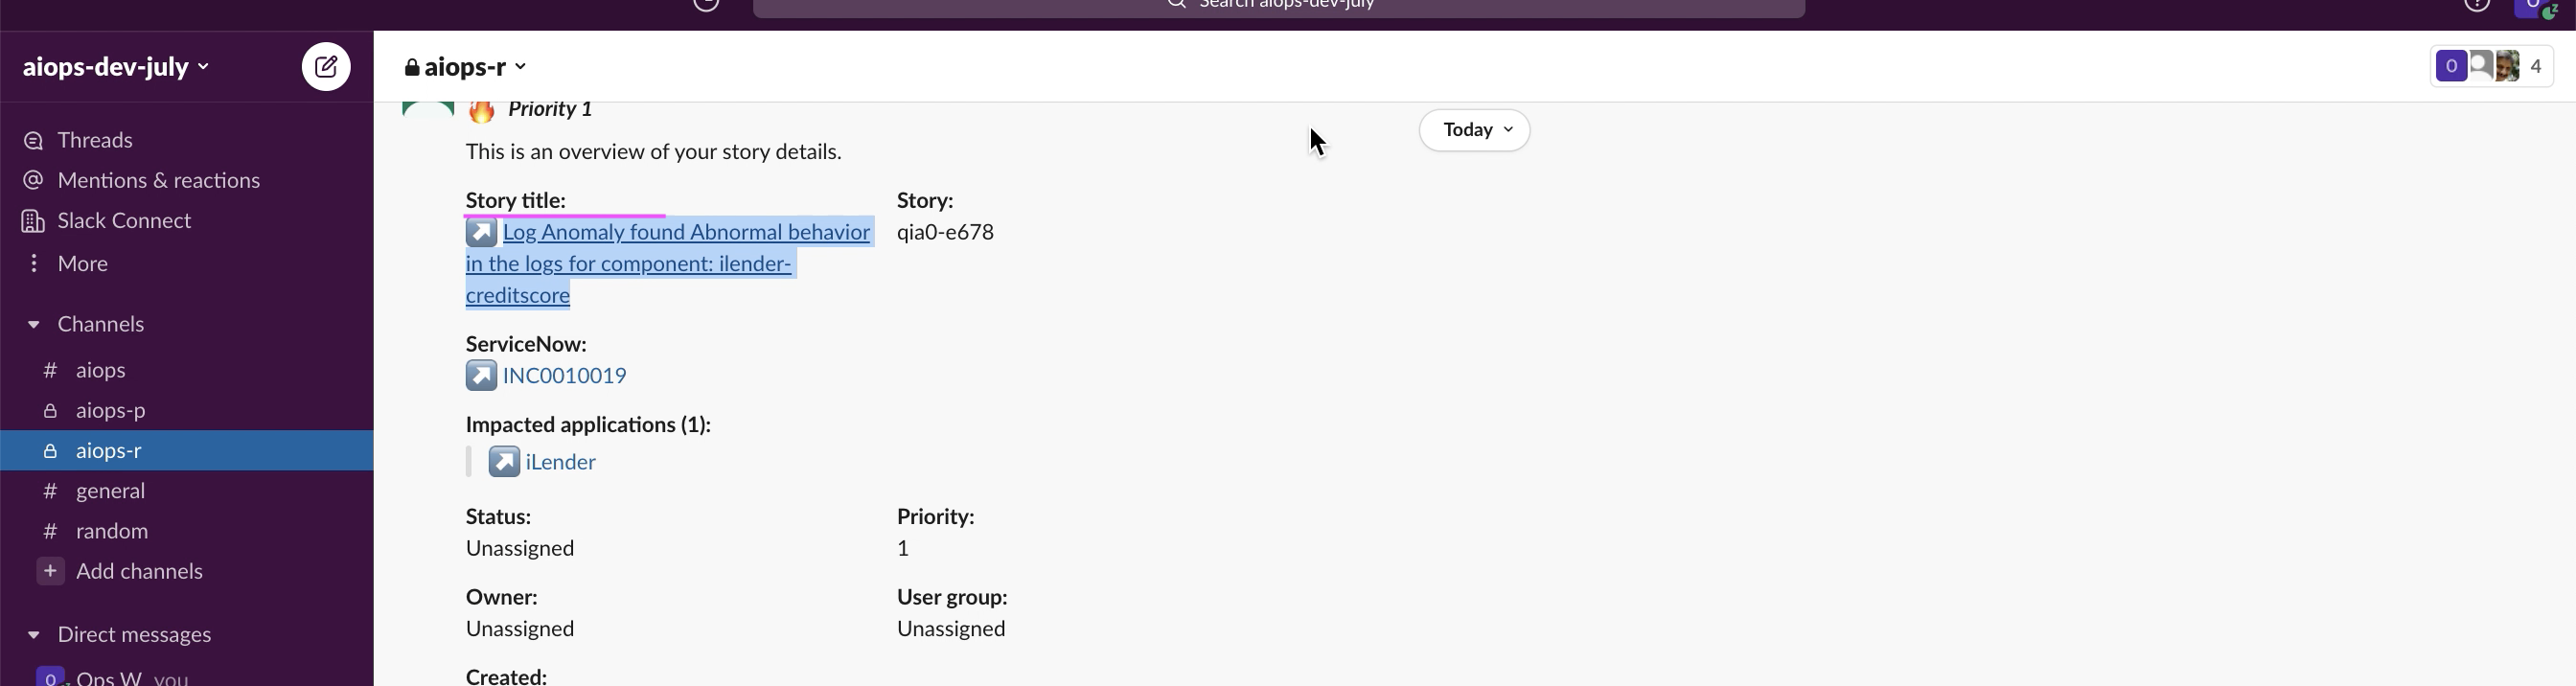 Search aiops-dev-july
aiops-dev-july
Threads
Mentions & reactions
Slack Connect
More
Channels
# aiops
aiops-p
aiops-r
# general
# random
+ Add channels
Direct messages
O Ops W you
aiops-r
O 4
Priority 1
Today
This is an overview of your story details.
Story title:
Log Anomaly found Abnormal behavior
in the logs for component: ilender-
creditscore
Story:
qia0-e678
ServiceNow:
INC0010019
Impacted applications (1):
iLender
Status:
Unassigned
Priority:
1
Owner:
Unassigned
User group:
Unassigned
Created: